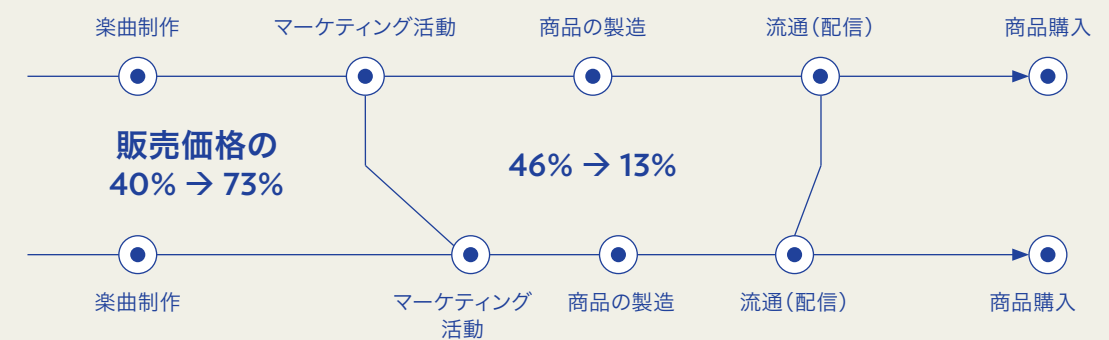 楽曲制作
マーケティング活動
商品の製造
流通(配信)
商品購入
販売価格の
40% → 73%
46% → 13%
楽曲制作
マーケティング
活動
商品の製造
流通(配信)
商品購入